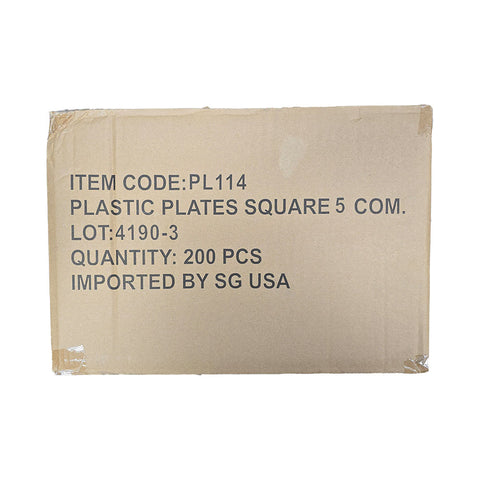 ITEM CODE:PL114
PLASTIC PLATES SQUARE 5 COM.
LOT:4190-3
QUANTITY: 200 PCS
IMPORTED BY SG USA